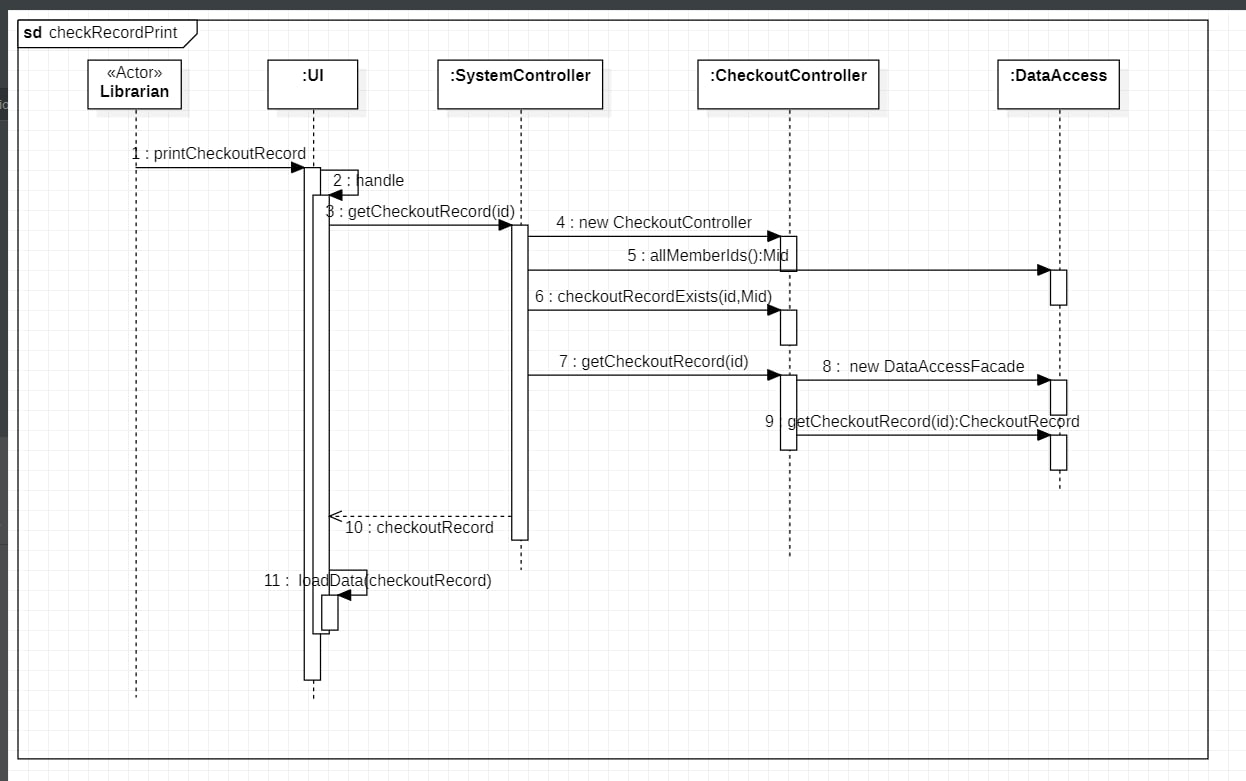 sd checkRecordPrint
«Actor»
Librarian
:UI
:SystemController
:CheckoutController
:DataAccess
1 : printCheckoutRecord
2 : handle
3 : getCheckoutRecord(id)
4 : new CheckoutController
5 : allMemberIds():Mid
6 : checkoutRecordExists(id,Mid)
7 : getCheckoutRecord(id)
8 : new DataAccessFacade
9 : getCheckoutRecord(id):CheckoutRecord
10 : checkoutRecord
11 : loadData(checkoutRecord)